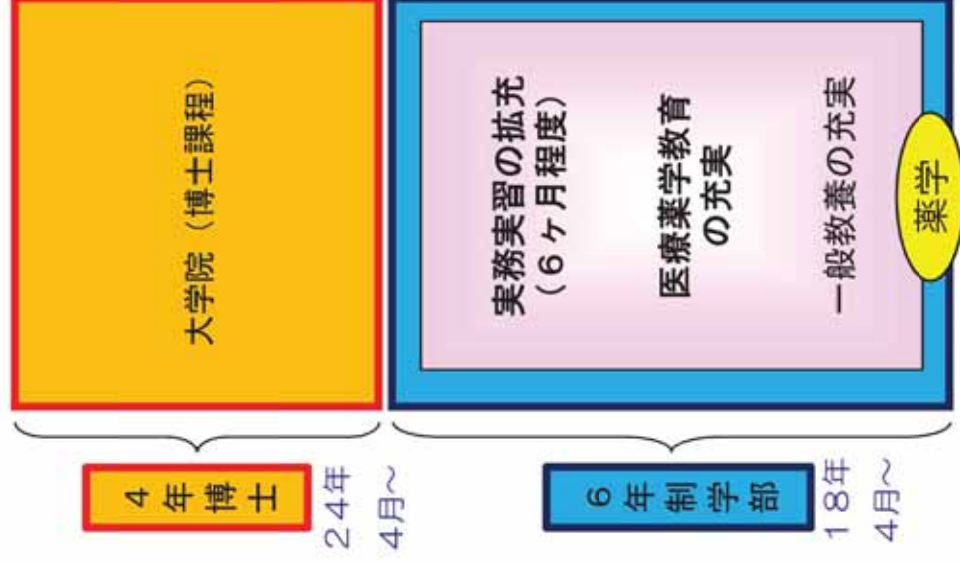 大学院（博士課程）
4年博士
24年
4月～
実務実習の拡充
（6ヶ月程度）
医療薬学教育
の充実
一般教養の充実
薬学
6年制学部
18年
4月～